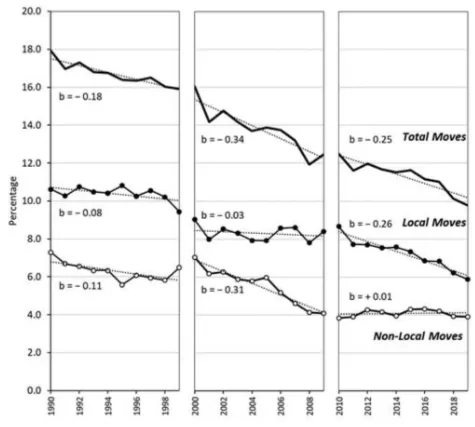 20.0
18.0
16.0
14.0
12.0
10.0
8.0
6.0
4.0
2.0
0.0
Percentage
b = – 0.18
b = – 0.08
b = – 0.11
b = – 0.34
b = – 0.03
b = – 0.31
b = – 0.25
Total Moves
Local Moves
b = – 0.26
b = + 0.01
Non-Local Moves
1990
1992
1994
1996
1998
2000
2002
2004
2006
2008
2010
2012
2014
2016
2018